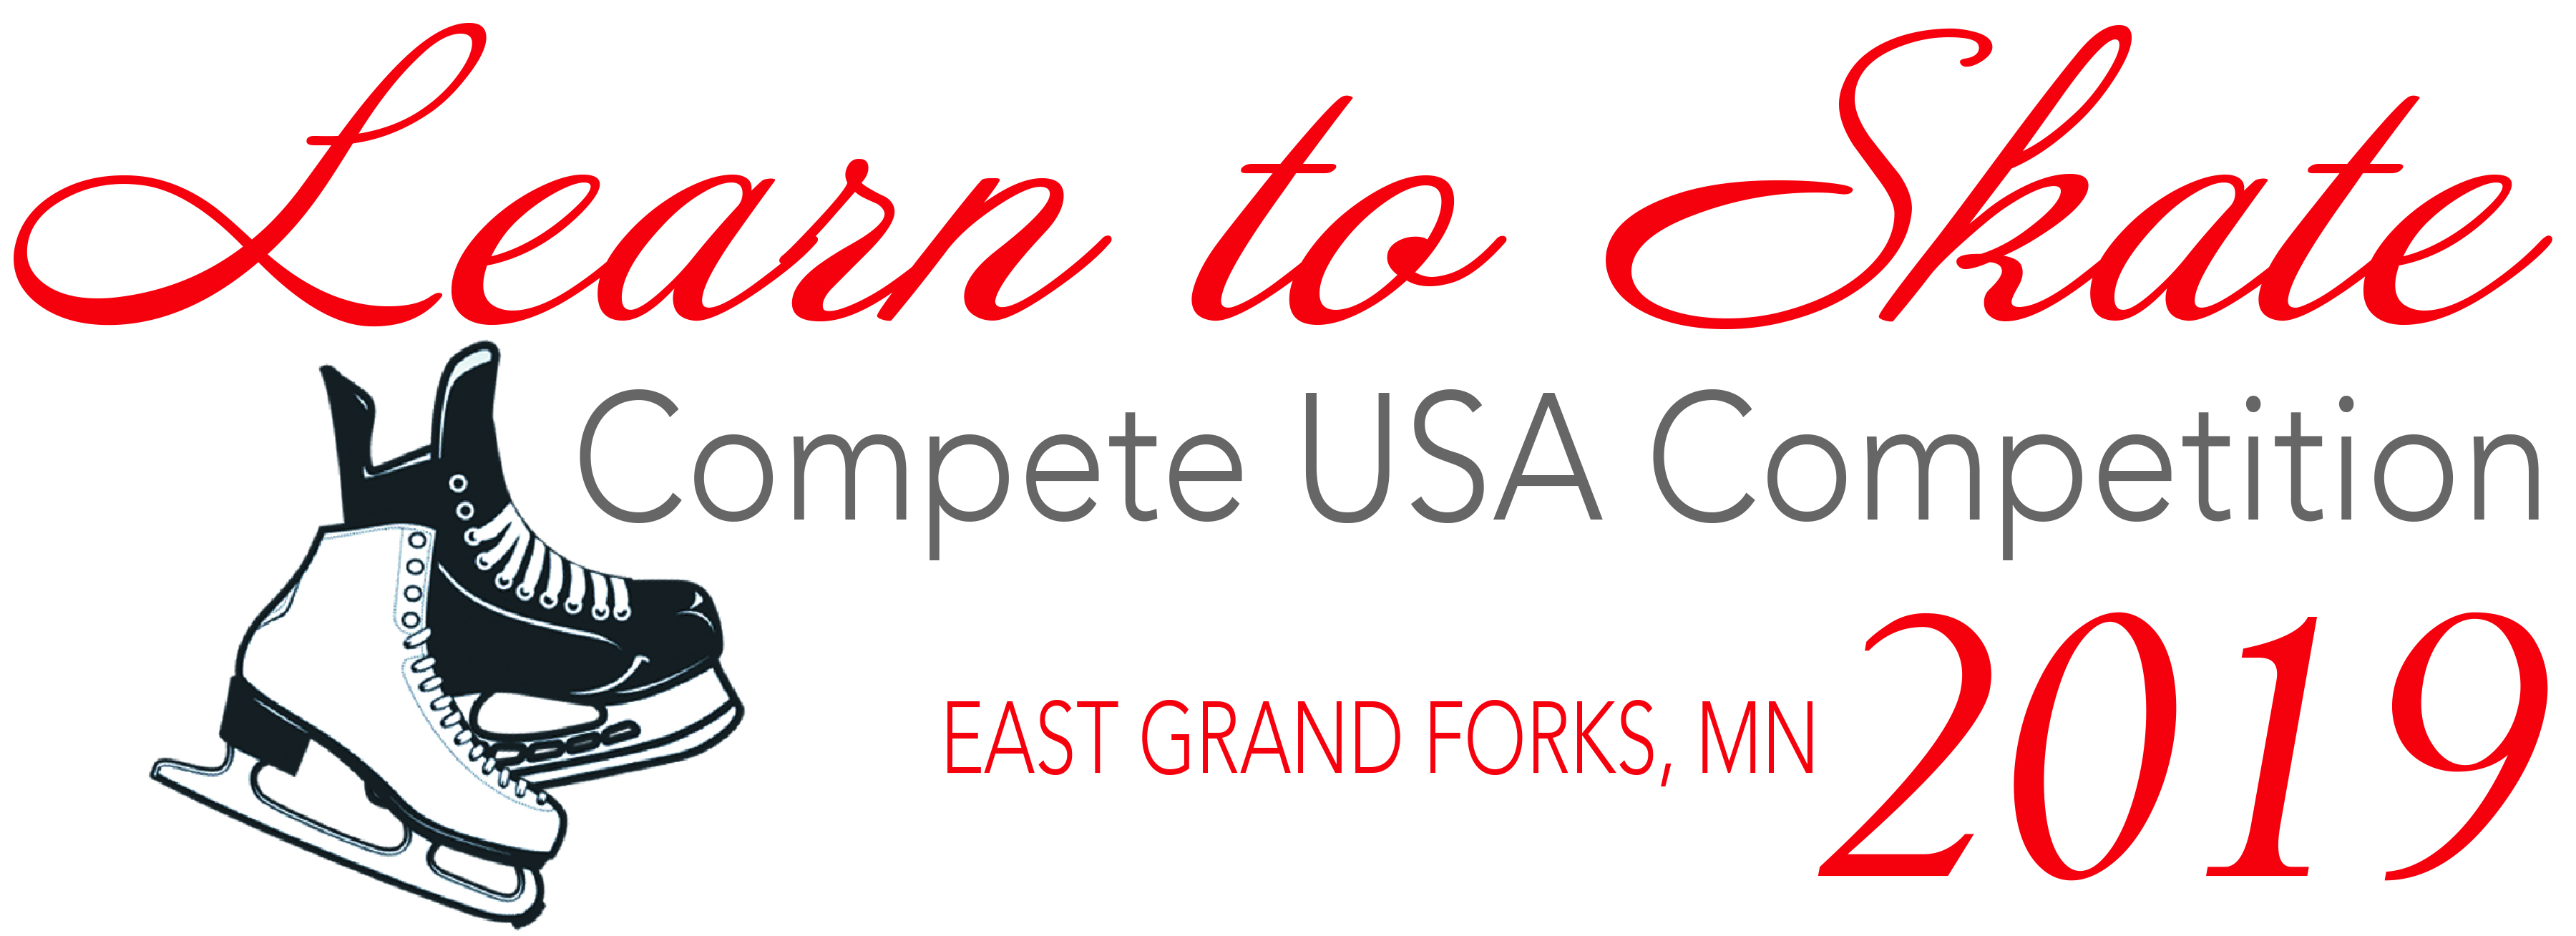 Learn to Skate
Compete USA Competition
EAST GRAND FORKS, MN 2019